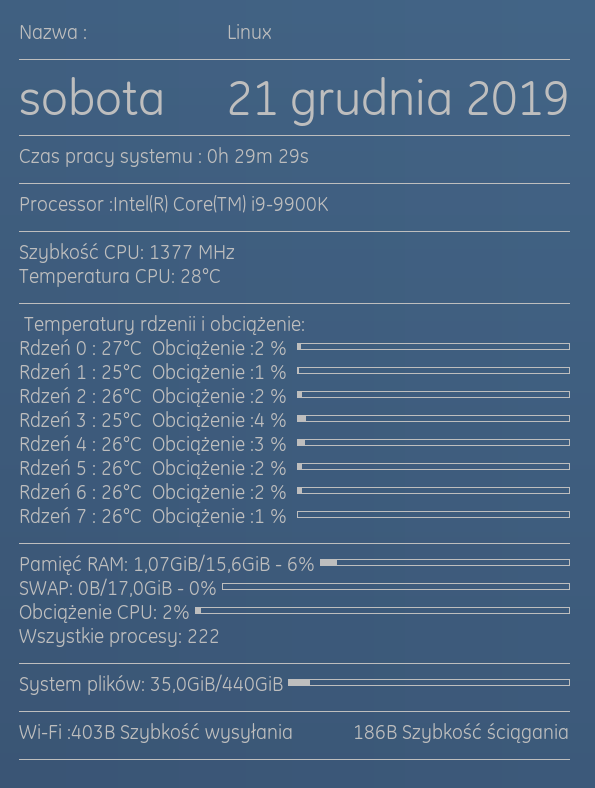 Nazwa : Linux
sobota 21 grudnia 2019
Czas pracy systemu : 0h 29m 29s
Processor :Intel(R) Core(TM) i9-9900K
Szybkość CPU: 1377 MHz
Temperatura CPU: 28°C
Temperatury rdzenii i obciążenie:
Rdzeń 0 : 27°C Obciążenie :2 %
Rdzeń 1 : 25°C Obciążenie :1 %
Rdzeń 2 : 26°C Obciążenie :2 %
Rdzeń 3 : 25°C Obciążenie :4 %
Rdzeń 4 : 26°C Obciążenie :3 %
Rdzeń 5 : 26°C Obciążenie :2 %
Rdzeń 6 : 26°C Obciążenie :2 %
Rdzeń 7 : 26°C Obciążenie :1 %
Pamięć RAM: 1,07GiB/15,6GiB - 6%
SWAP: 0B/17,0GiB - 0%
Obciążenie CPU: 2%
Wszystkie procesy: 222
System plików: 35,0GiB/440GiB
Wi-Fi :403B Szybkość wysyłania 186B Szybkość ściągania